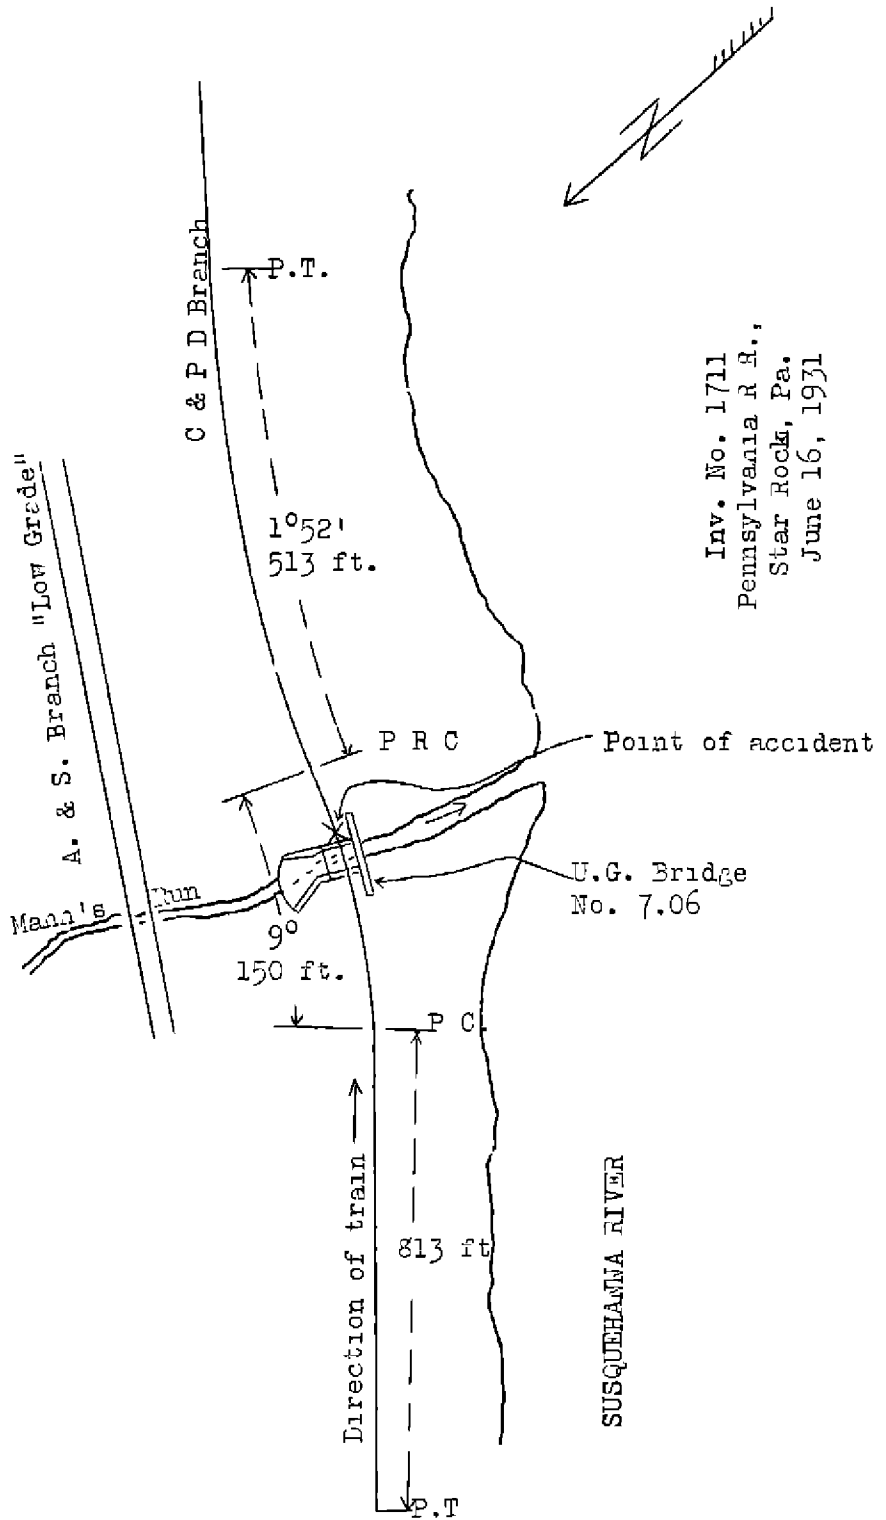 P.T.
C & P D Branch
A. & S. Branch "Low Grade"
1°52'
513 ft.
Inv. No. 1711
Pennsylvania R R.,
Star Rock, Pa.
June 16, 1931
P R C
Point of accident
Mann's Run
U.G. Bridge
No. 7.06
9°
150 ft.
P C
Direction of train
813 ft
SUSQUEHANNA RIVER
P.T